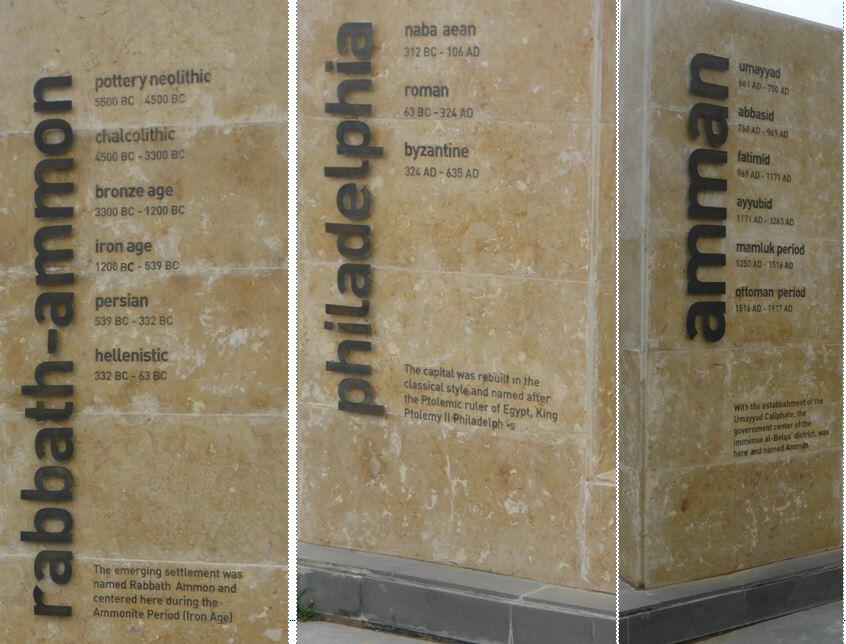 rabbath-ammon
pottery neolithic
5500 BC 4500 BC
chalcolithic
4500 BC - 3300 BC
bronze age
3300 BC - 1200 BC
iron age
1200 BC - 539 BC
persian
539 BC - 332 BC
hellenistic
332 BC - 63 BC
The emerging settlement was
named Rabbath Ammon and
centered here during the
Ammonite Period (Iron Age)
philadelphia
naba aean
312 BC - 106 AD
roman
63 BC - 324 AD
byzantine
324 AD - 635 AD
The capital was rebuilt in the
classical style and named after
the Ptolemic ruler of Egypt, King
Ptolemy II Philadelph s
amman
umayyad
661 AD - 750 AD
abbasid
750 AD - 969 AD
fatimid
969 AD - 1171 AD
ayyubid
1171 AD - 1263 AD
mamluk period
1250 AD - 1516 AD
ottoman period
1516 AD - 1917 AD
With the establishment of the
Umayyad Caliphate, the
government center of the
immense al-Belqa' district, was
here and named Amman.